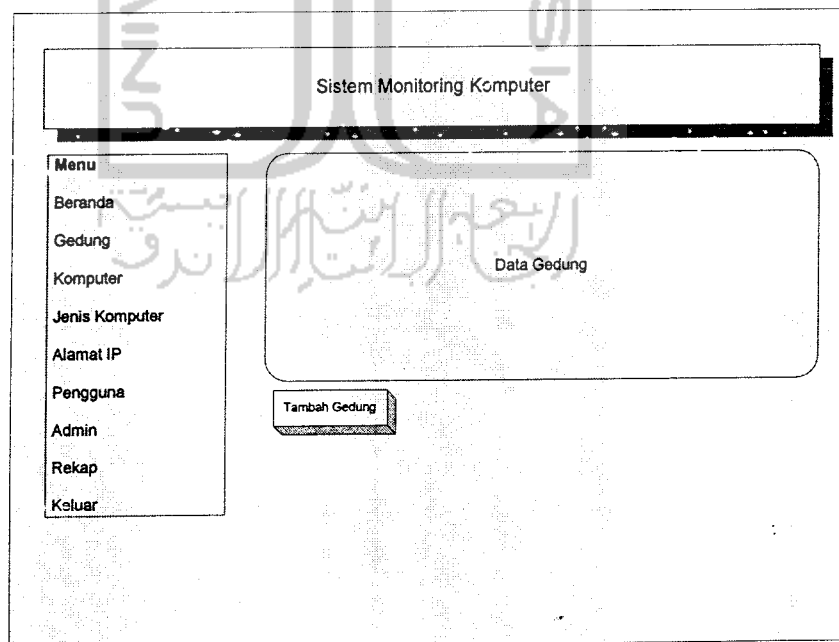 Sistem Monitoring Komputer
Menu
Beranda
Gedung
Komputer
Jenis Komputer
Alamat IP
Pengguna
Admin
Rekap
Keluar
Data Gedung
Tambah Gedung